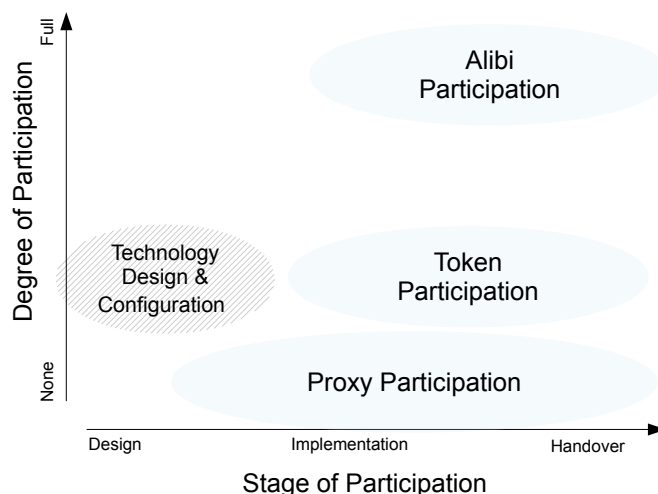 Full
Alibi
Participation
Degree of Participation
Technology
Design &
Configuration
Token
Participation
None
Proxy Participation
Design
Implementation
Handover
Stage of Participation